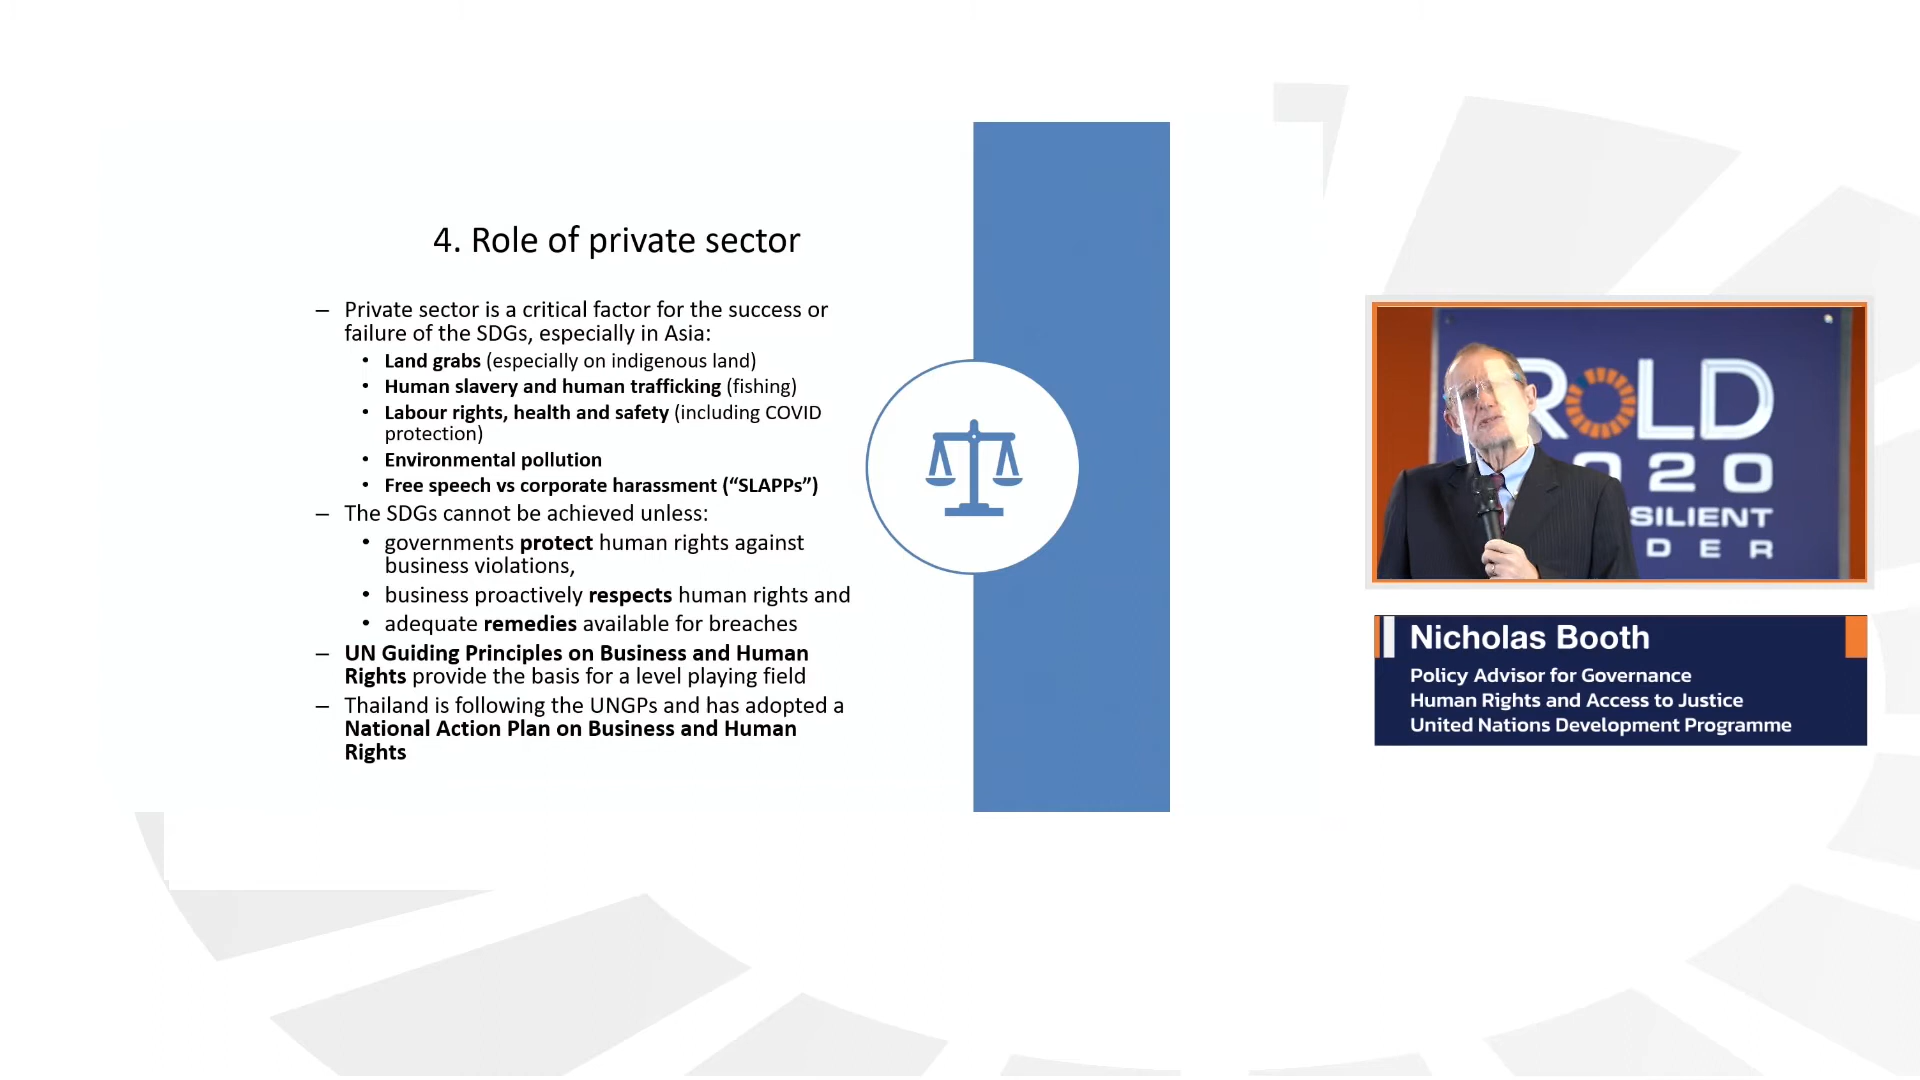 4. Role of private sector
– Private sector is a critical factor for the success or
failure of the SDGs, especially in Asia:
• Land grabs (especially on indigenous land)
• Human slavery and human trafficking (fishing)
• Labour rights, health and safety (including COVID
protection)
• Environmental pollution
• Free speech vs corporate harassment (“SLAPPs”)
– The SDGs cannot be achieved unless:
• governments protect human rights against
business violations,
• business proactively respects human rights and
• adequate remedies available for breaches
– UN Guiding Principles on Business and Human
Rights provide the basis for a level playing field
– Thailand is following the UNGPs and has adopted a
National Action Plan on Business and Human
Rights
RoLD
020
SILIENT
DER
Nicholas Booth
Policy Advisor for Governance
Human Rights and Access to Justice
United Nations Development Programme